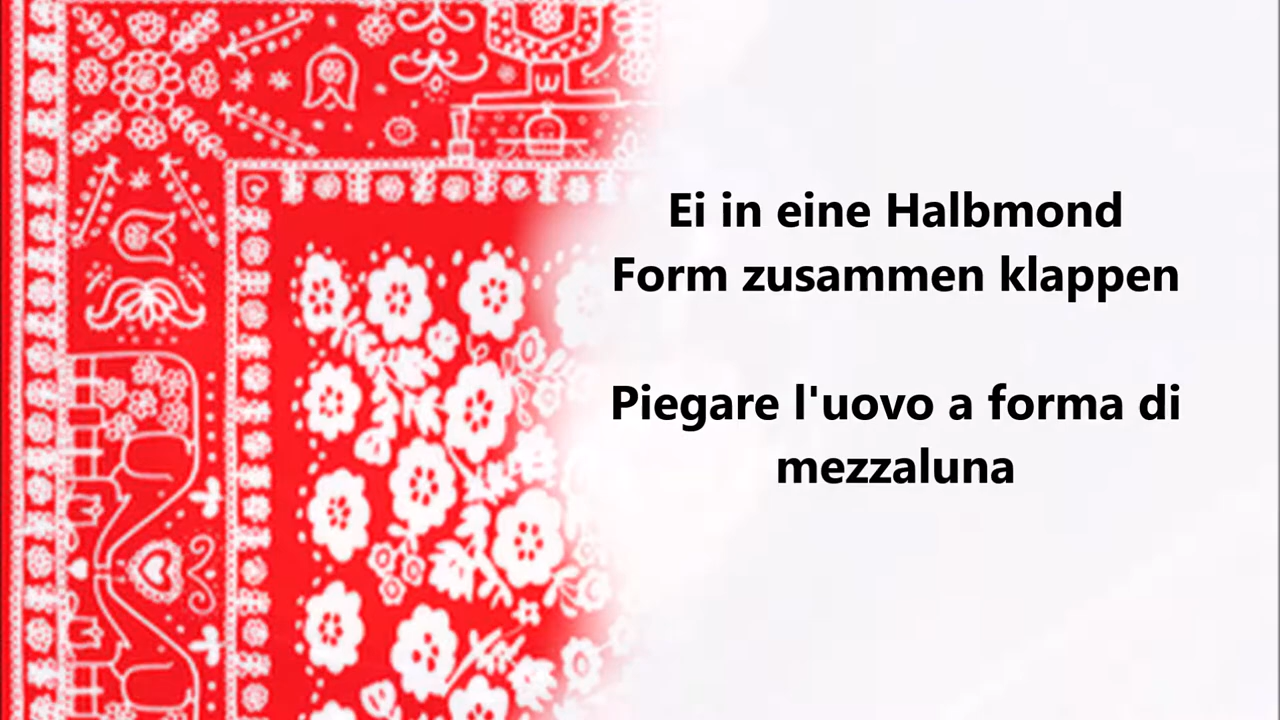 Ei in eine Halbmond
Form zusammen klappen
Piegare l'uovo a forma di
mezzaluna